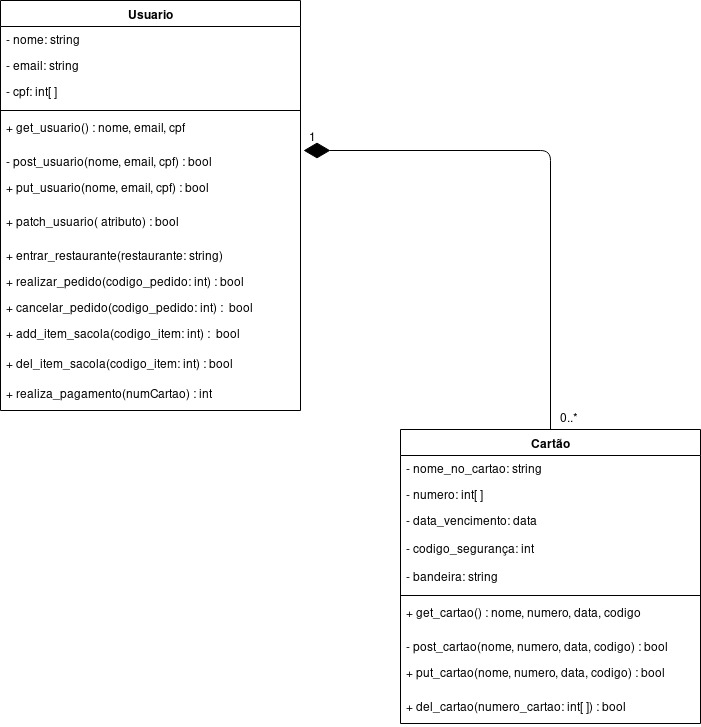 Usuario
- nome: string
- email: string
- cpf: int[ ]
+ get_usuario() : nome, email, cpf
- post_usuario(nome, email, cpf) : bool
+ put_usuario(nome, email, cpf) : bool
+ patch_usuario( atributo) : bool
+ entrar_restaurante(restaurante: string)
+ realizar_pedido(codigo_pedido: int) : bool
+ cancelar_pedido(codigo_pedido: int) : bool
+ add_item_sacola(codigo_item: int) : bool
+ del_item_sacola(codigo_item: int) : bool
+ realiza_pagamento(numCartao) : int
1
0..*
Cartão
- nome_no_cartao: string
- numero: int[ ]
- data_vencimento: data
- codigo_segurança: int
- bandeira: string
+ get_cartao() : nome, numero, data, codigo
- post_cartao(nome, numero, data, codigo) : bool
+ put_cartao(nome, numero, data, codigo) : bool
+ del_cartao(numero_cartao: int[ ]) : bool